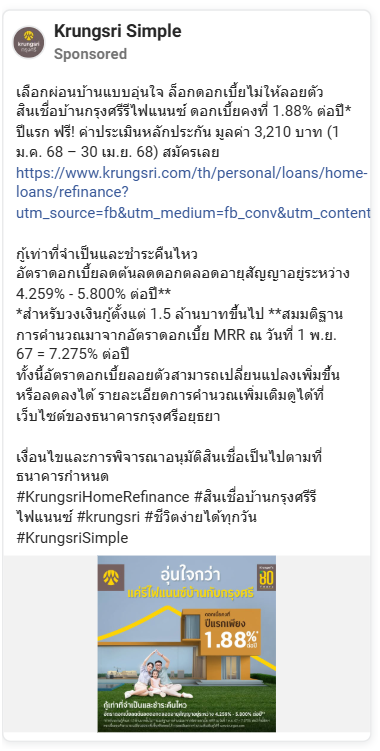 Krungsri Simple
Sponsored
เลือกผ่อนบ้านแบบอุ่นใจ ล็อกดอกเบี้ยไม่ให้ลอยตัว
สินเชื่อบ้านกรุงศรีรีไฟแนนซ์ ดอกเบี้ยคงที่ 1.88% ต่อปี*
ปีแรก ฟรี! ค่าประเมินหลักประกัน มูลค่า 3,210 บาท (1
ม.ค. 68 – 30 เม.ย. 68) สมัครเลย
https://www.krungsri.com/th/personal/loans/home-
loans/refinance?
utm_source=fb&utm_medium=fb_conv&utm_content
กู้เท่าที่จำเป็นและชำระคืนไหว
อัตราดอกเบี้ยลดต้นลดดอกตลอดอายุสัญญาอยู่ระหว่าง
4.259% - 5.800% ต่อปี**
*สำหรับวงเงินกู้ตั้งแต่ 1.5 ล้านบาทขึ้นไป **สมมติฐาน
การคำนวณมาจากอัตราดอกเบี้ย MRR ณ วันที่ 1 พ.ย.
67 = 7.275% ต่อปี
ทั้งนี้อัตราดอกเบี้ยลอยตัวสามารถเปลี่ยนแปลงเพิ่มขึ้น
หรือลดลงได้ รายละเอียดการคำนวณเพิ่มเติมดูได้ที่
เว็บไซต์ของธนาคารกรุงศรีอยุธยา
เงื่อนไขและการพิจารณาอนุมัติสินเชื่อเป็นไปตามที่
ธนาคารกำหนด
#KrungsriHomeRefinance #สินเชื่อบ้านกรุงศรีรี
ไฟแนนซ์ #krungsri #ชีวิตง่ายได้ทุกวัน
#KrungsriSimple
อุ่นใจกว่า
แค่รีไฟแนนซ์บ้านกับกรุงศรี
80
ดอกเบี้ยคงที่
ปีแรกเพียง
1.88%*
ต่อปี
กู้เท่าที่จำเป็นและชำระคืนไหว
อัตราดอกเบี้ยลดต้นลดดอกตลอดอายุสัญญาอยู่ระหว่าง 4.259% - 5.800% ต่อปี**